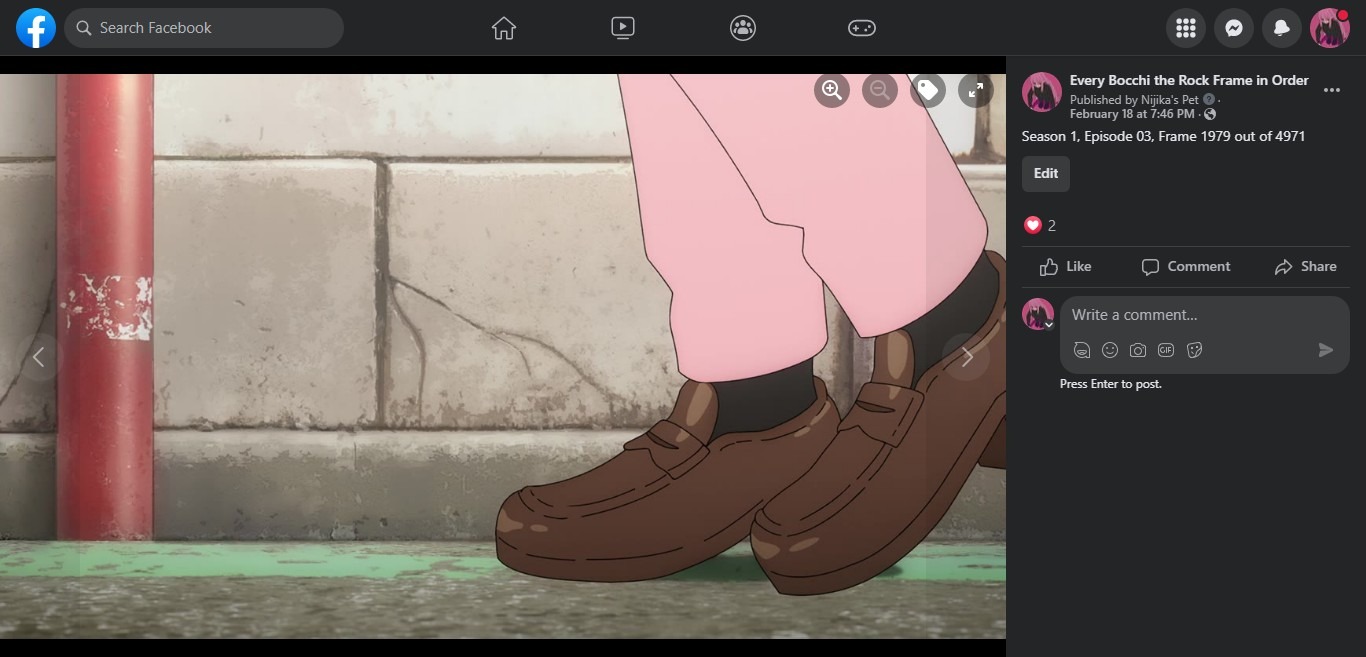 Search Facebook
Every Bocchi the Rock Frame in Order
Published by Nijika's Pet ? ·
February 18 at 7:46 PM ·
Season 1, Episode 03, Frame 1979 out of 4971
Edit
2
Like
Comment
Share
Write a comment...
GIF
Press Enter to post.